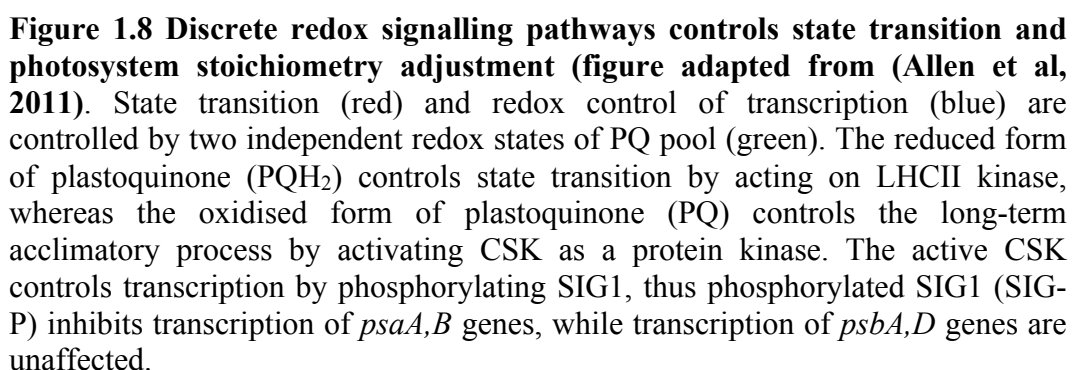 Figure 1.8 Discrete redox signalling pathways controls state transition and
photosystem stoichiometry adjustment (figure adapted from (Allen et al,
2011). State transition (red) and redox control of transcription (blue) are
controlled by two independent redox states of PQ pool (green). The reduced form
of plastoquinone (PQH₂) controls state transition by acting on LHCII kinase,
whereas the oxidised form of plastoquinone (PQ) controls the long-term
acclimatory process by activating CSK as a protein kinase. The active CSK
controls transcription by phosphorylating SIG1, thus phosphorylated SIG1 (SIG-
P) inhibits transcription of psaA,B genes, while transcription of psbA,D genes are
unaffected.